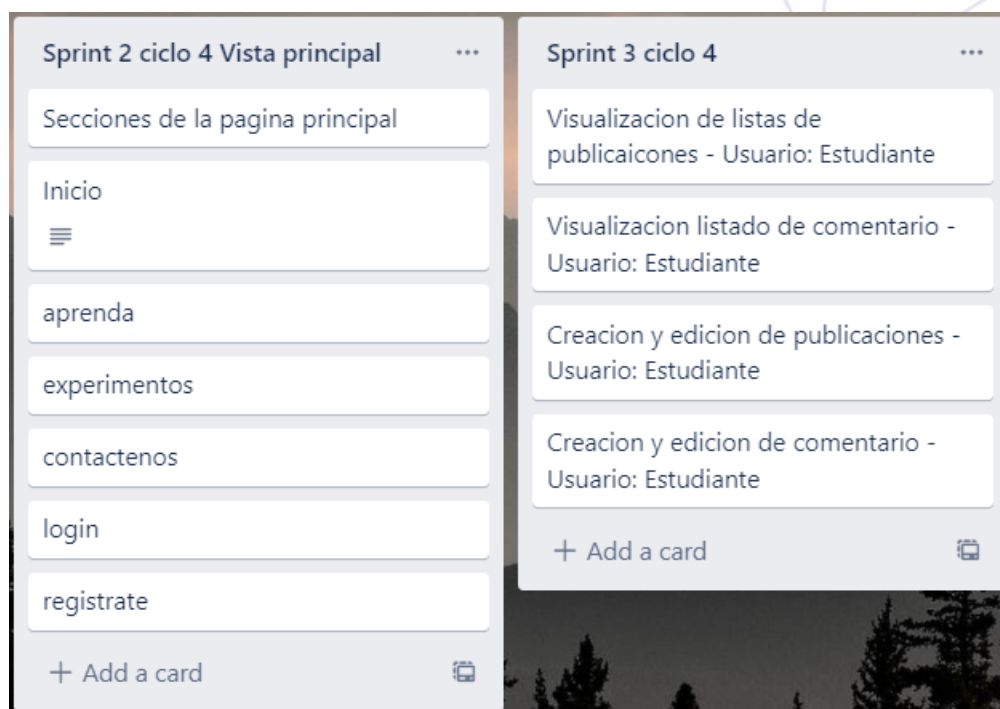 Sprint 2 ciclo 4 Vista principal
Secciones de la pagina principal
Inicio
aprenda
experimentos
contactenos
login
registrate
+ Add a card
Sprint 3 ciclo 4
Visualizacion de listas de
publicaicones - Usuario: Estudiante
Visualizacion listado de comentario -
Usuario: Estudiante
Creacion y edicion de publicaciones -
Usuario: Estudiante
Creacion y edicion de comentario -
Usuario: Estudiante
+ Add a card